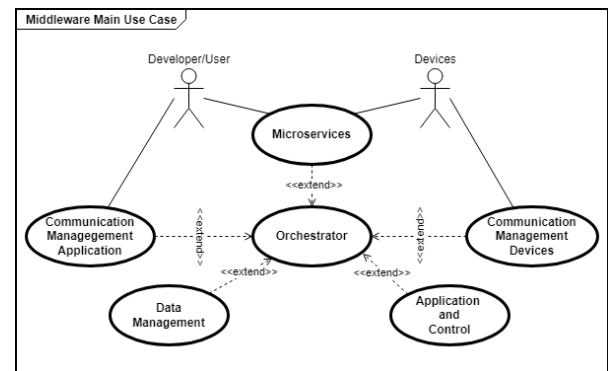 Middleware Main Use Case
Developer/User
Devices
Microservices
<<extend>>
Communication
Managegement
Application
<<extend>>
Orchestrator
<<extend>>
Communication
Management
Devices
<<extend>>
<<extend>>
Data
Management
Application
and
Control